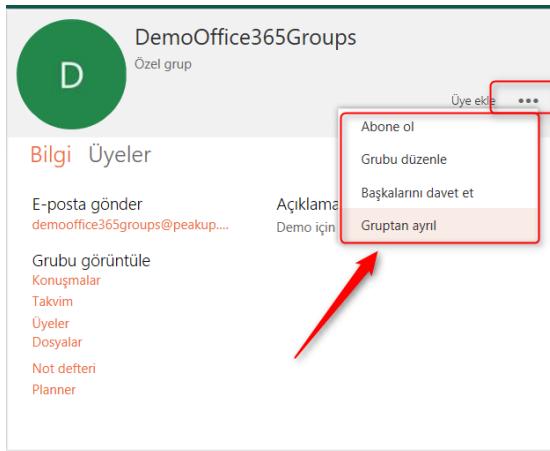 D
DemoOffice365Groups
Özel grup
Üye ekle
Abone ol
Grubu düzenle
Başkalarını davet et
Gruptan ayrıl
Bilgi Üyeler
E-posta gönder
demooffice365groups@peakup....
Açıklama
Demo için
Grubu görüntüle
Konuşmalar
Takvim
Üyeler
Dosyalar
Not defteri
Planner